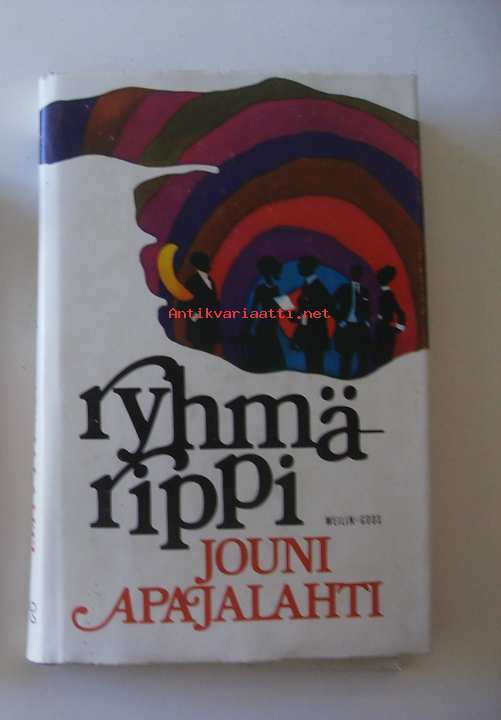 Antikvariaatti.net
ryhmä-
rippi
WEILIN+GÖÖS
JOUNI
APAJALAHTI